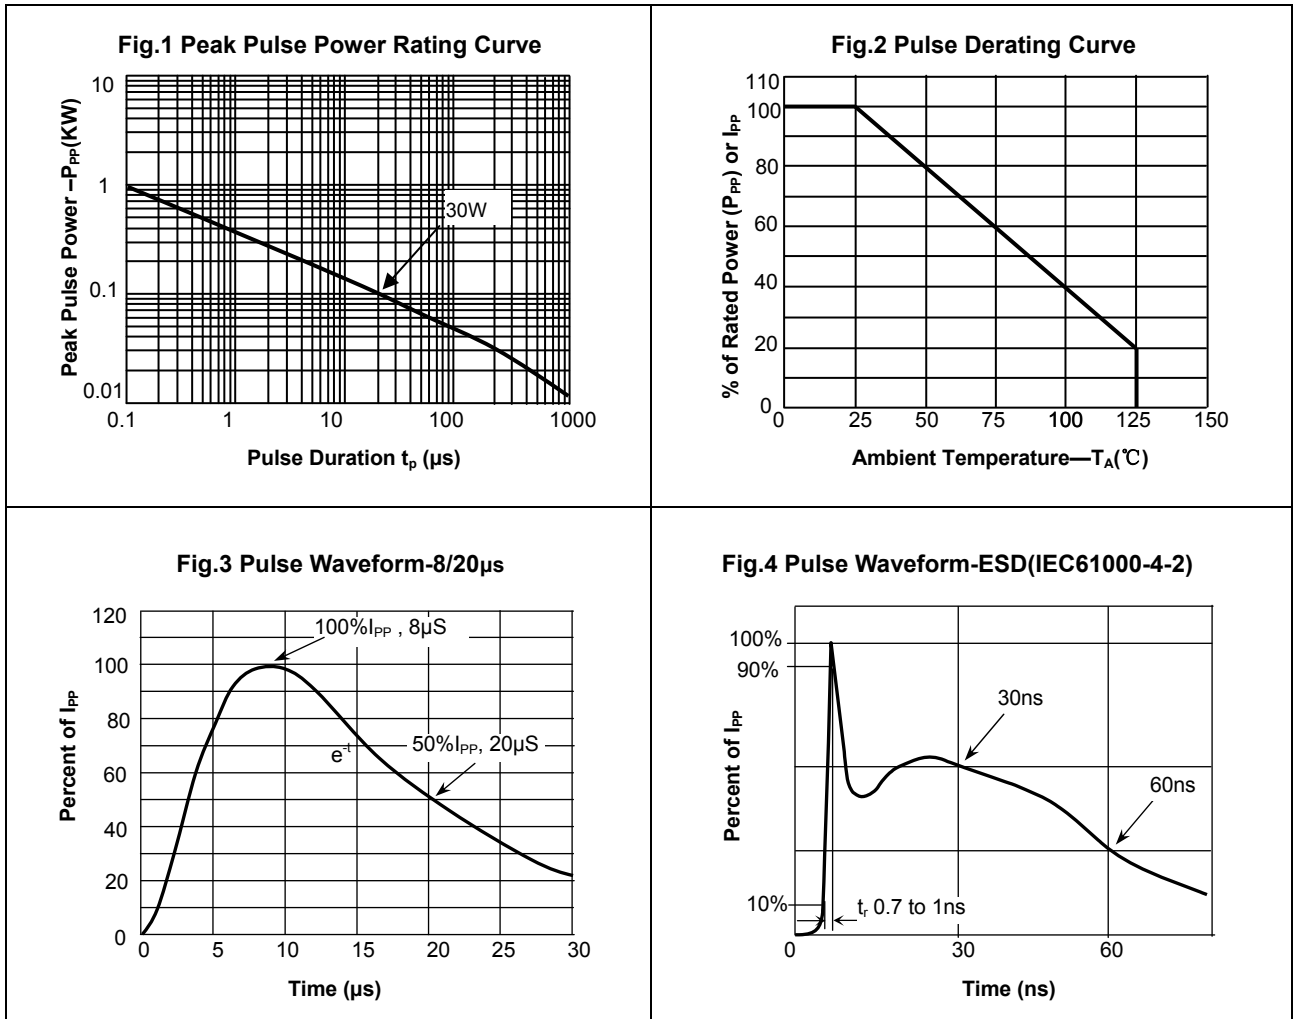 Fig.1 Peak Pulse Power Rating Curve
Peak Pulse Power –PPP(KW)
10
1
0.1
0.01
30W
0.1 1 10 100 1000
Pulse Duration tp (µs)
Fig.2 Pulse Derating Curve
% of Rated Power (PPP) or IPP
110
100
80
60
40
20
0
0 25 50 75 100 125 150
Ambient Temperature—TA(℃)
Fig.3 Pulse Waveform-8/20µs
Percent of IPP
120
100
80
60
40
20
0
100%IPP , 8µS
e-t
50%IPP, 20µS
0 5 10 15 20 25 30
Time (µs)
Fig.4 Pulse Waveform-ESD(IEC61000-4-2)
Percent of IPP
100%
90%
10%
30ns
60ns
tr 0.7 to 1ns
0 30 60
Time (ns)